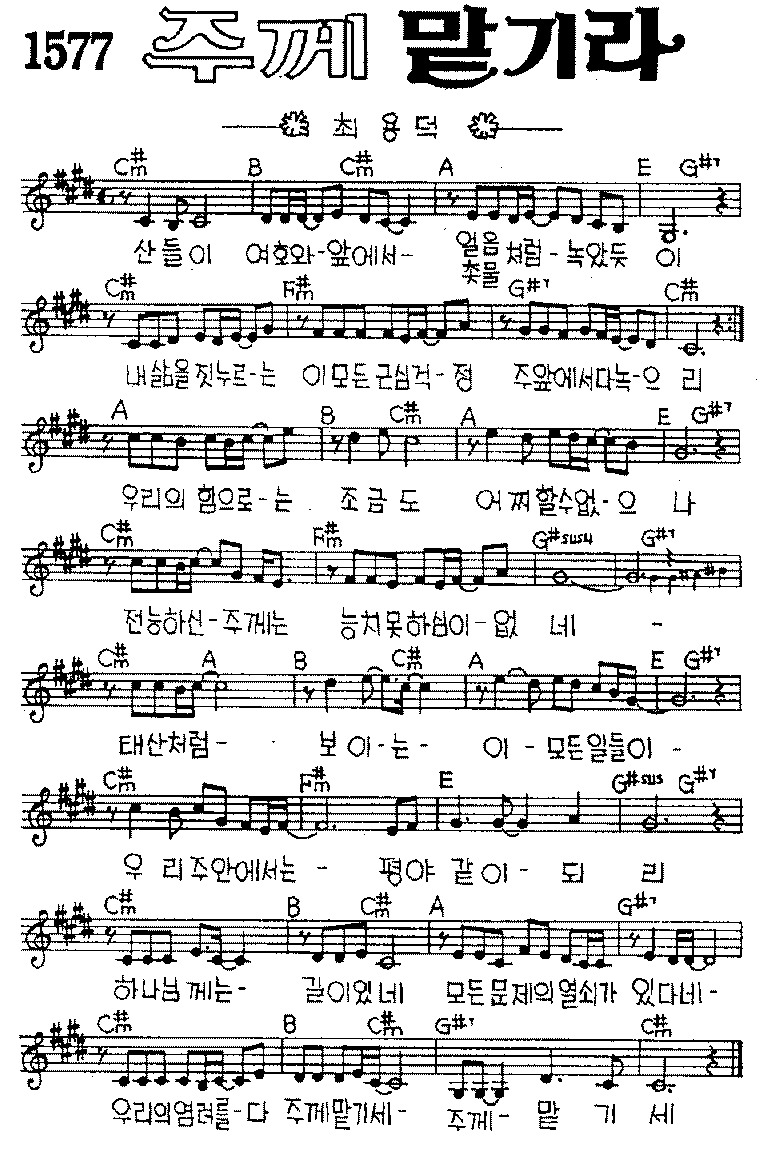 1577 주께 맡기라
최 용 덕
C#m B C#m A E G#7
산들이 여호와-앞에서- 얼음처럼-녹았듯 이
촛물
C#m F#m G#7 C#m
내삶을짓누르-는 이모든근심걱-정 주앞에서다녹-으 리
A B C#m A E G#7
우리의 힘으로-는 조금도 어찌할수없-으 나
C#m F#m G#sus4 G#7
전능하신-주께는 능치못하심이-없 네 -
C#m A B C#m A E G#7
태산처럼- 보 이-는- 이-모든일들이-
C#m F#m E G#sus G#7
우 리주안에서는- 평야 같이- 되 리
C#m B C#m A G#7
하나님께는- 길이있네 모든문제의열쇠가 있다네-
C#m B C#m G#7 C#m
우리의염려를-다 주께맡기세- 주께- 맡 기 세